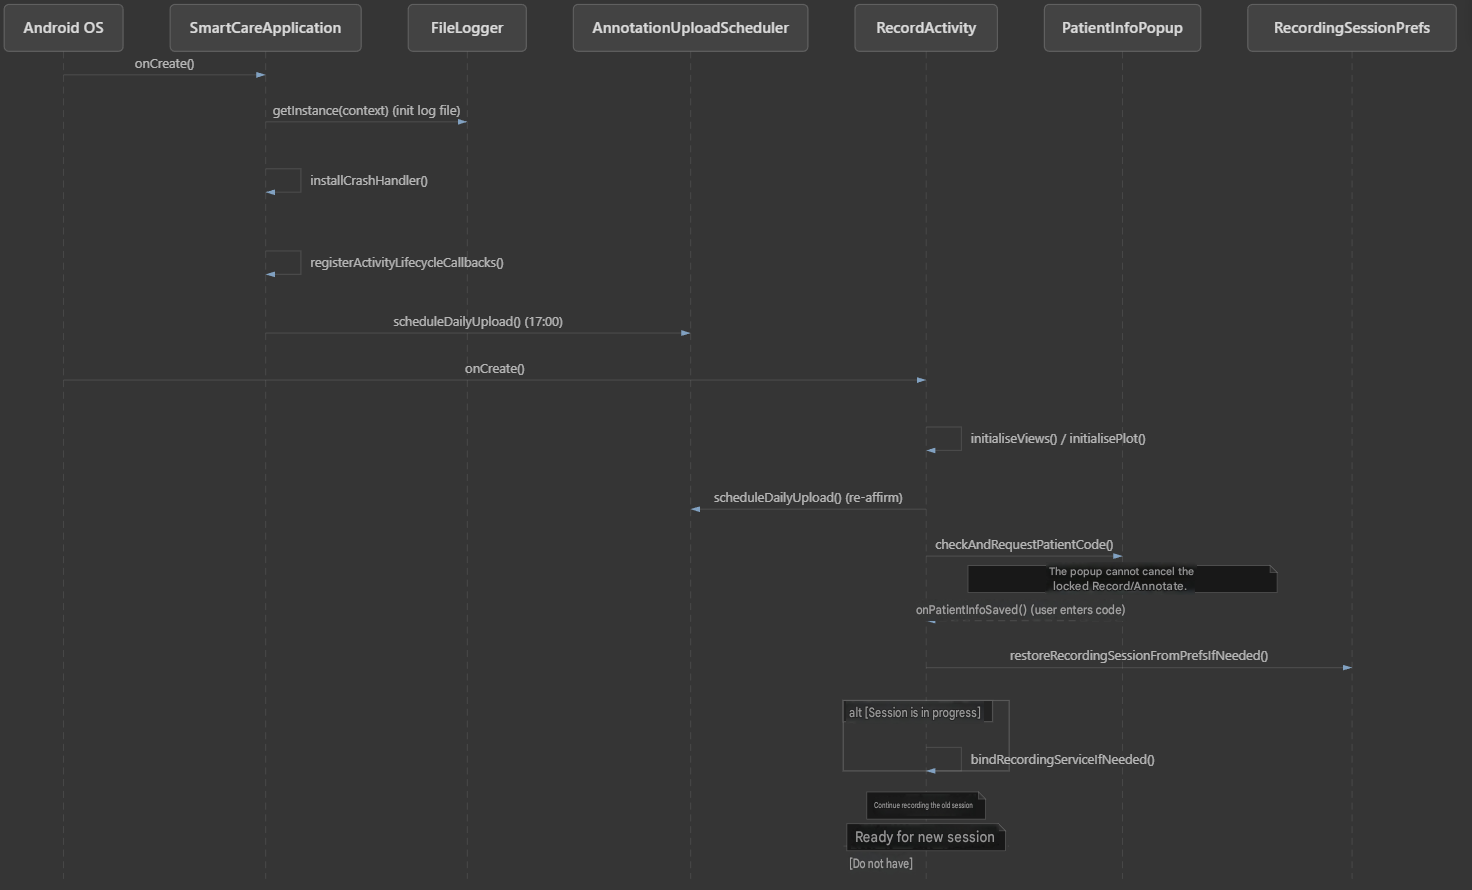 Android OS
SmartCareApplication
FileLogger
AnnotationUploadScheduler
RecordActivity
PatientInfoPopup
RecordingSessionPrefs
onCreate()
getInstance(context) (init log file)
installCrashHandler()
registerActivityLifecycleCallbacks()
scheduleDailyUpload() (17:00)
onCreate()
initialiseViews() / initialisePlot()
scheduleDailyUpload() (re-affirm)
checkAndRequestPatientCode()
The popup cannot cancel the
locked Record/Annotate.
onPatientInfoSaved() (user enters code)
restoreRecordingSessionFromPrefsIfNeeded()
alt [Session is in progress]
bindRecordingServiceIfNeeded()
Continue recording the old session
Ready for new session
[Do not have]